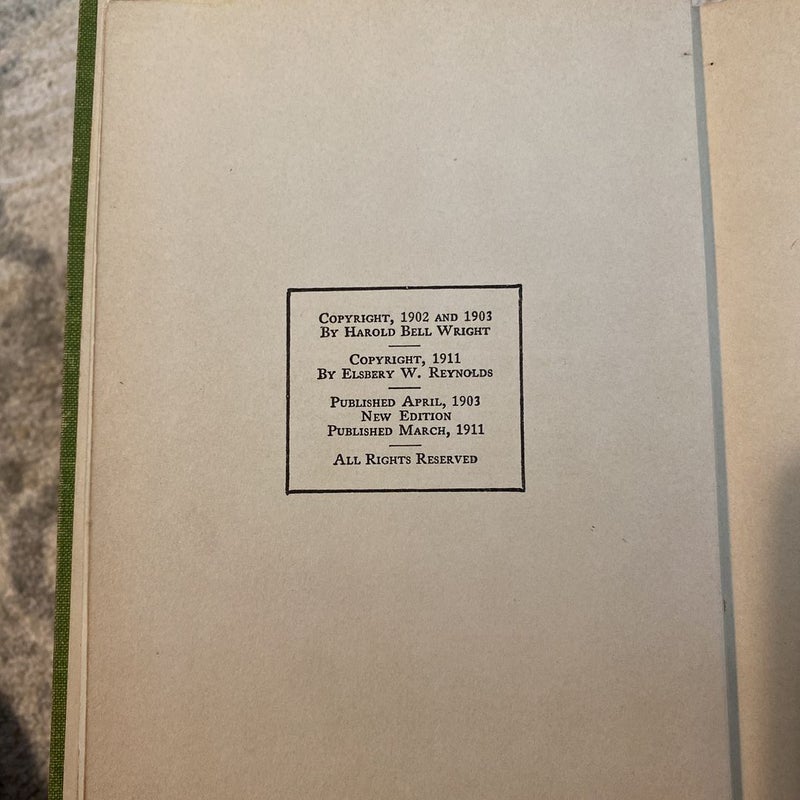 Copyright, 1902 and 1903
By Harold Bell Wright
Copyright, 1911
By Elsbery W. Reynolds
Published April, 1903
New Edition
Published March, 1911
All Rights Reserved